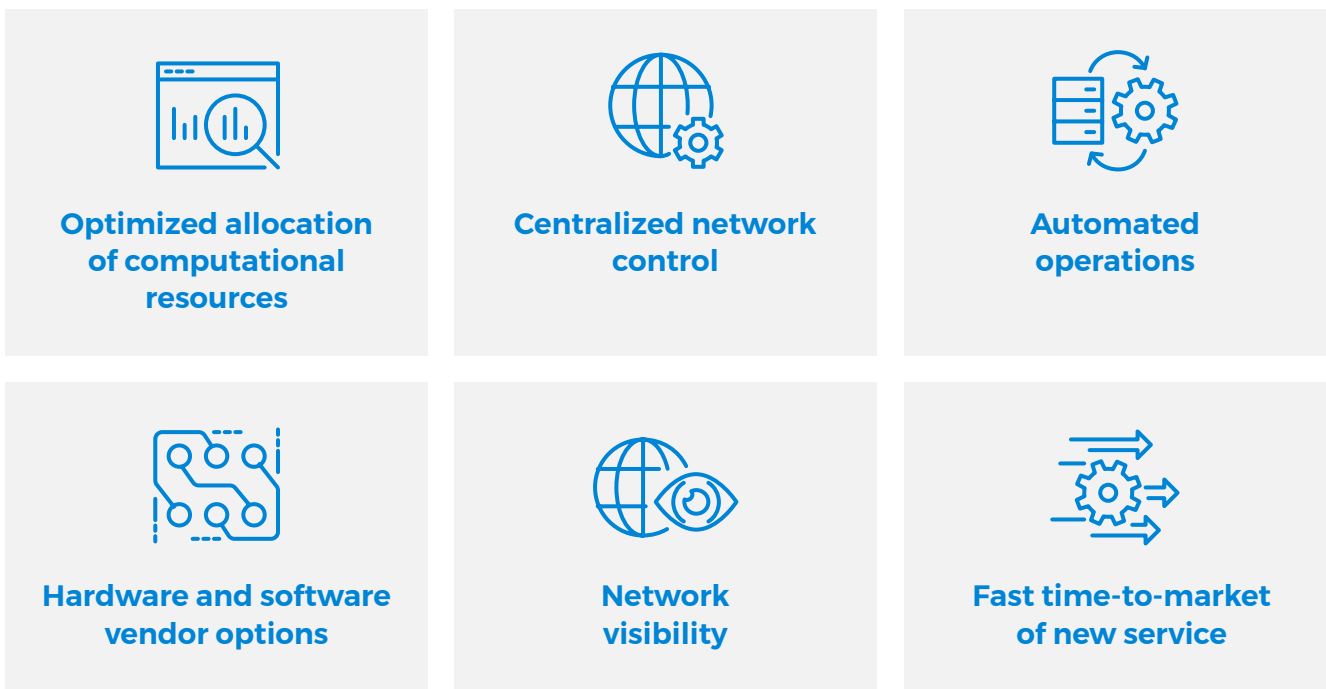 Optimized allocation
of computational
resources
Centralized network
control
Automated
operations
Hardware and software
vendor options
Network
visibility
Fast time-to-market
of new service